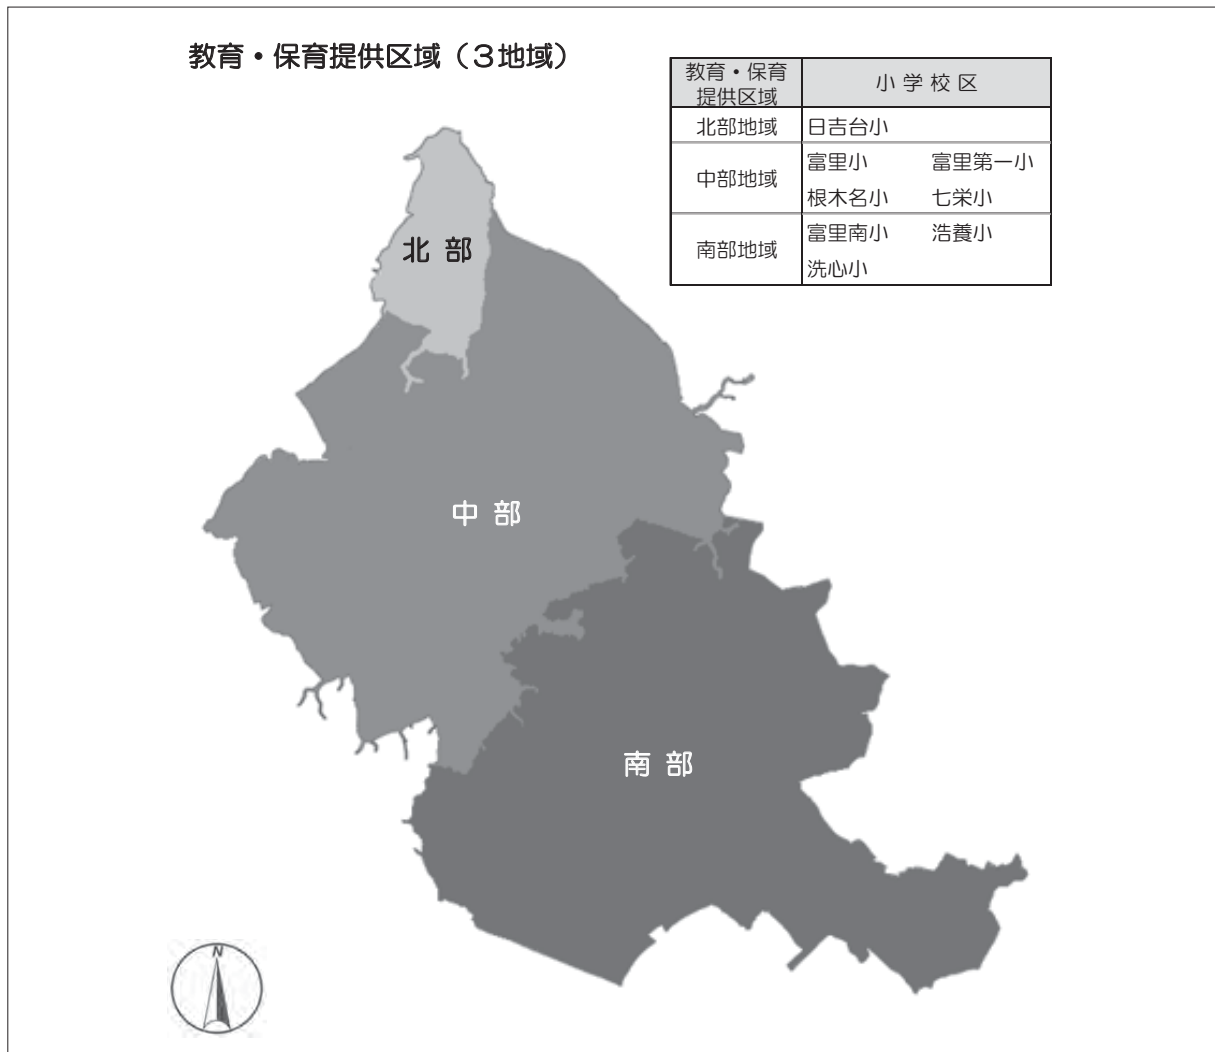 教育・保育提供区域（３地域）
教育・保育
提供区域
小 学 校 区
北部地域
日吉台小
中部地域
富里小 富里第一小
根木名小 七栄小
南部地域
富里南小 浩養小
洗心小
北 部
中 部
南 部
N